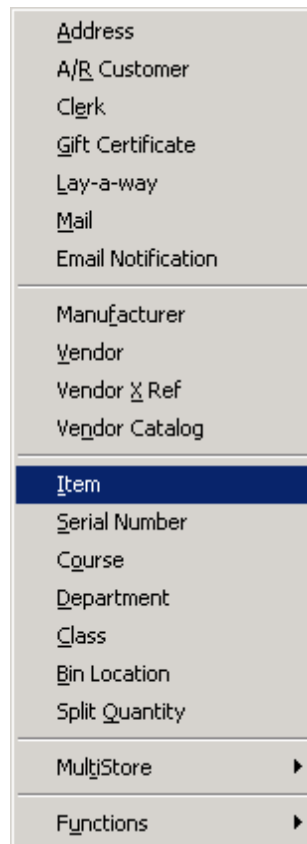 Address
A/R Customer
Clerk
Gift Certificate
Lay-a-way
Mail
Email Notification
Manufacturer
Vendor
Vendor X Ref
Vendor Catalog
Item
Serial Number
Course
Department
Class
Bin Location
Split Quantity
MultiStore
Functions